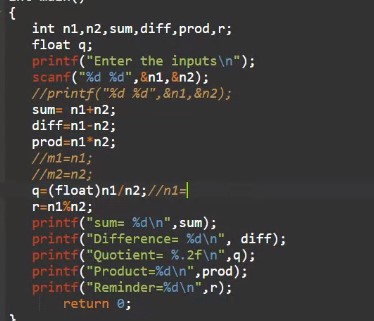 {
int n1,n2,sum,diff,prod,r;
float q;
printf("Enter the inputs\n");
scanf("%d %d",&n1,&n2);
//printf("%d %d",&n1,&n2);
sum= n1+n2;
diff=n1-n2;
prod=n1*n2;
//m1=n1;
//m2=n2;
q=(float)n1/n2;//n1=
r=n1%n2;
printf("sum= %d\n",sum);
printf("Difference= %d\n", diff);
printf("Quotient= %.2f\n",q);
printf("Product=%d\n",prod);
printf("Reminder=%d\n",r);
return 0;
}